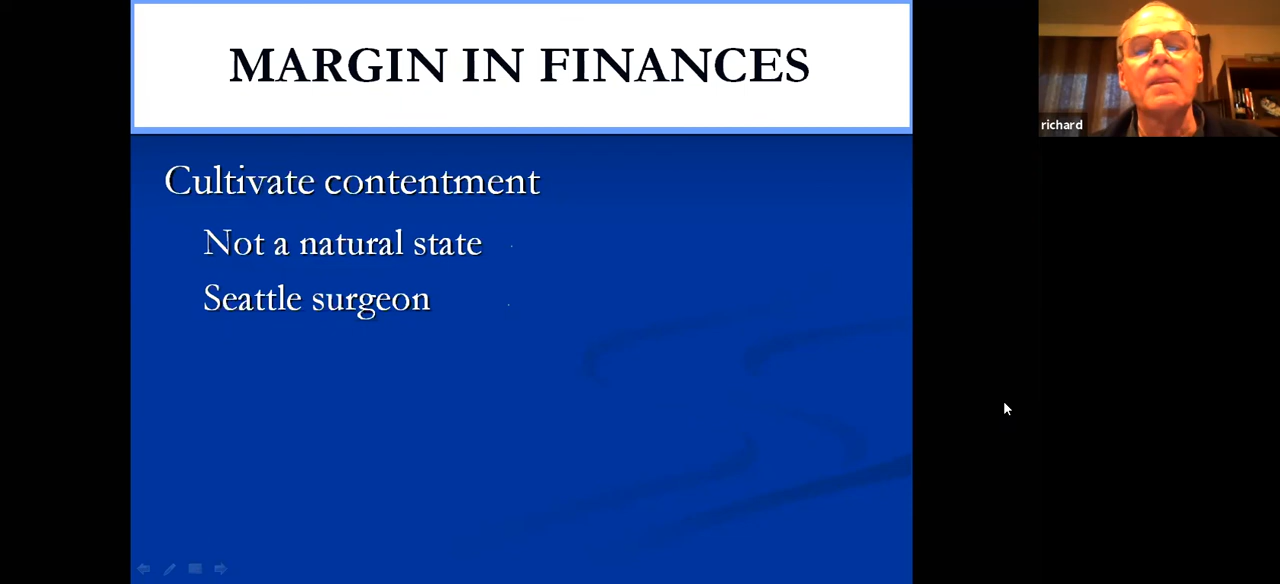 MARGIN IN FINANCES
richard
Cultivate contentment
Not a natural state
Seattle surgeon